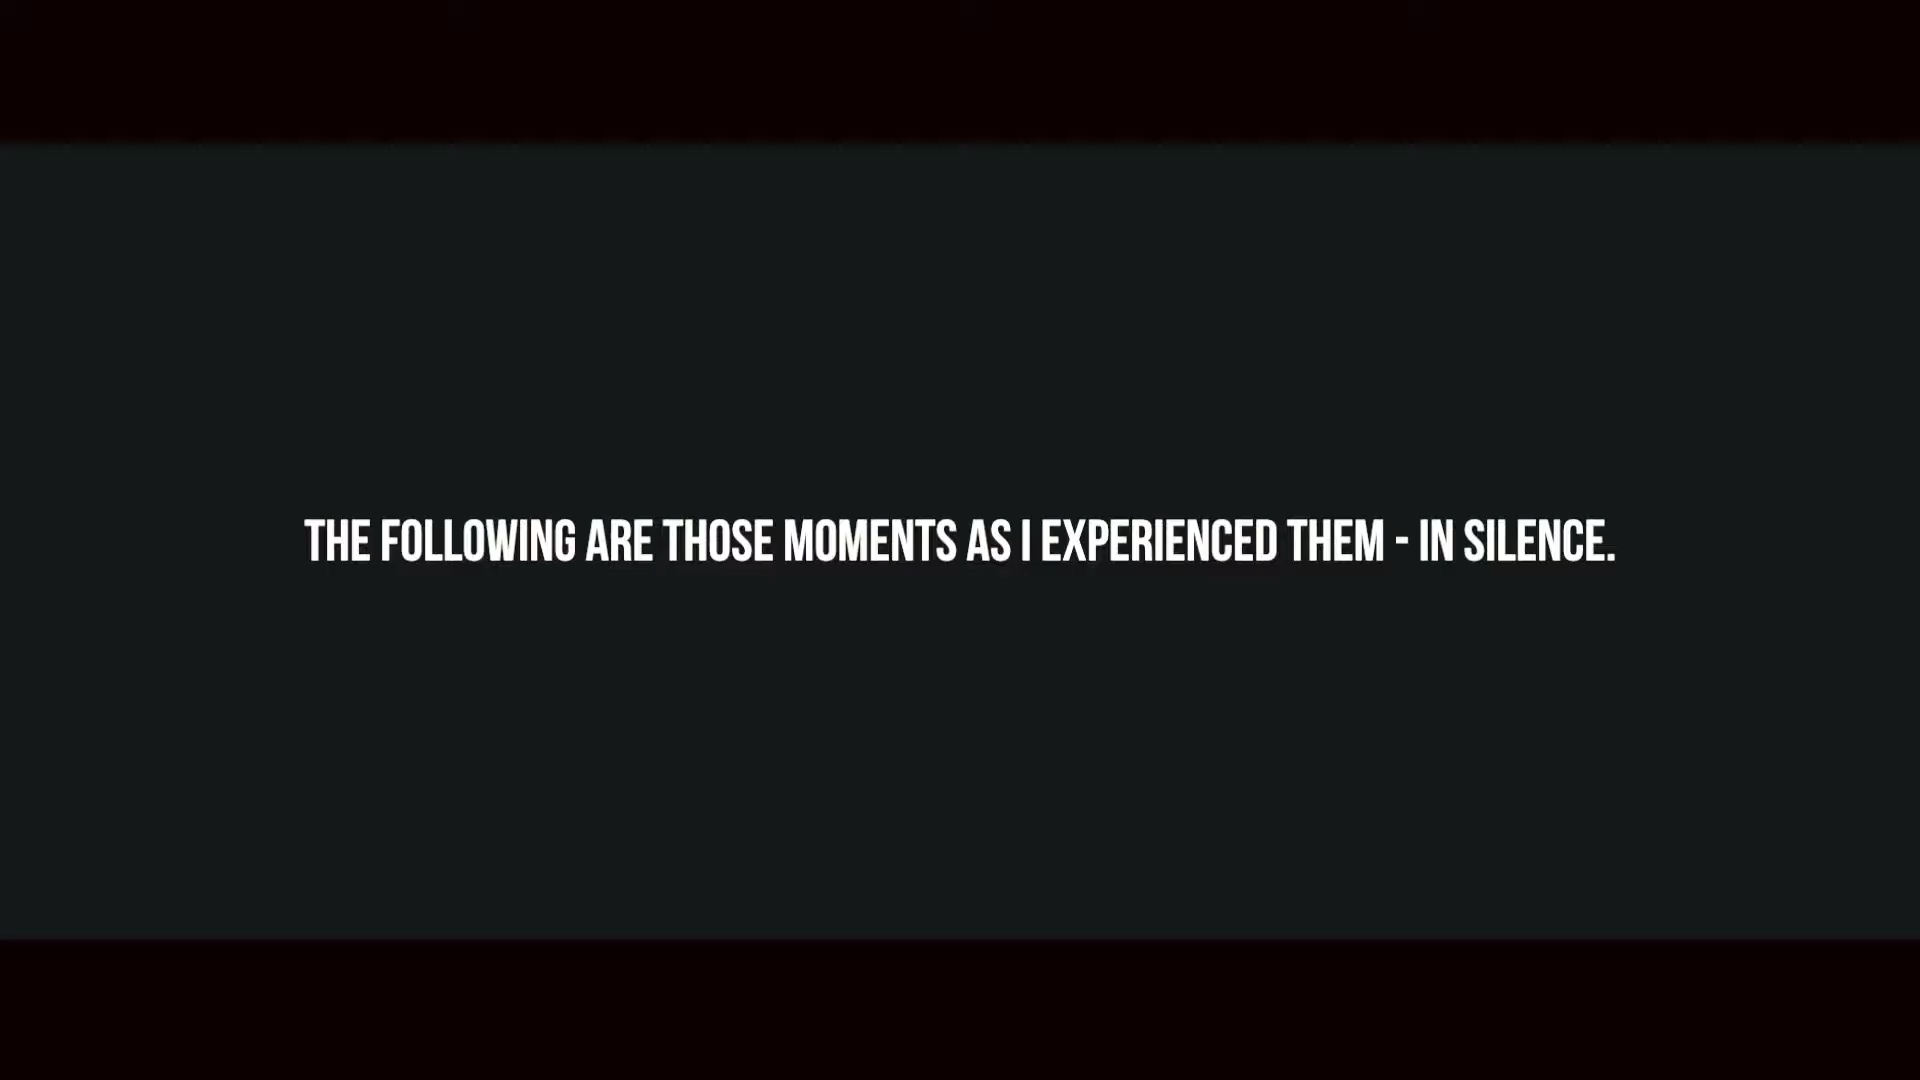 THE FOLLOWING ARE THOSE MOMENTS AS I EXPERIENCED THEM - IN SILENCE.